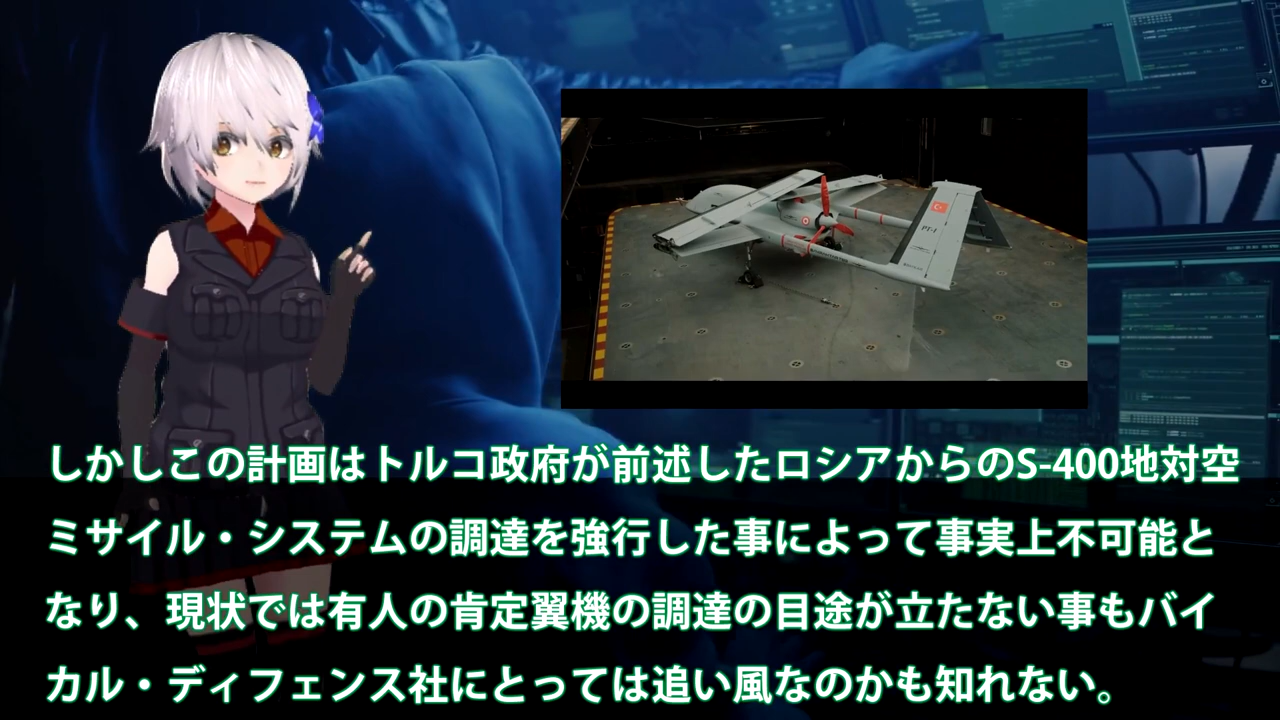 PT-1
しかしこの計画はトルコ政府が前述したロシアからのS-400地対空
ミサイル・システムの調達を強行した事によって事実上不可能と
なり、現状では有人の肯定翼機の調達の目途が立たない事もバイ
カル・ディフェンス社にとっては追い風なのかも知れない。